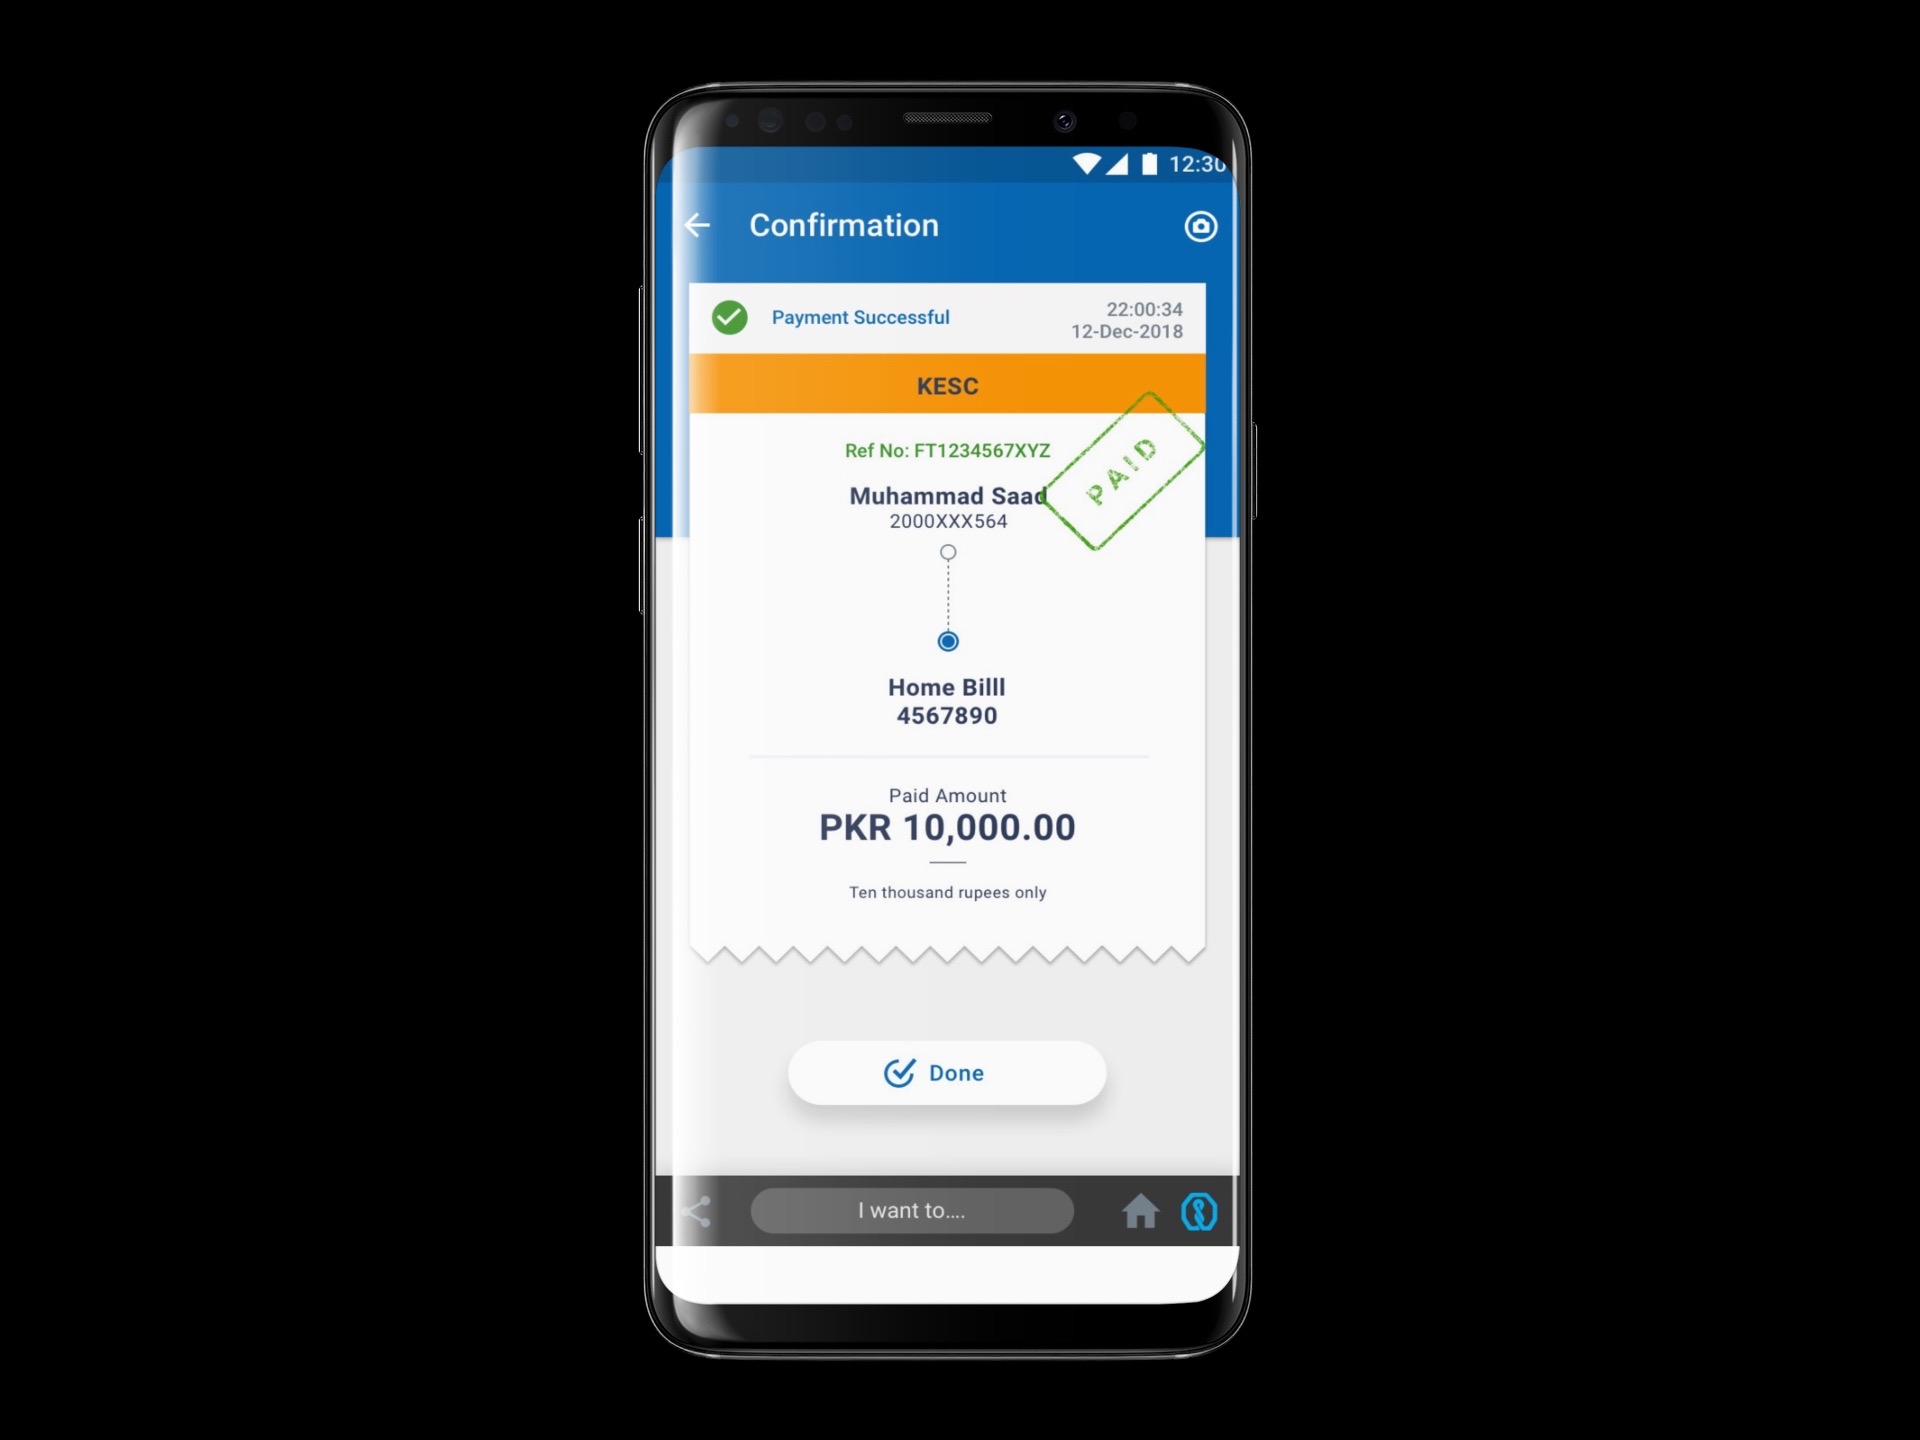 12:30
Confirmation
Payment Successful
22:00:34
12-Dec-2018
KESC
Ref No: FT1234567XYZ
PAID
Muhammad Saad
2000XXX564
Home Billl
4567890
Paid Amount
PKR 10,000.00
Ten thousand rupees only
Done
I want to....